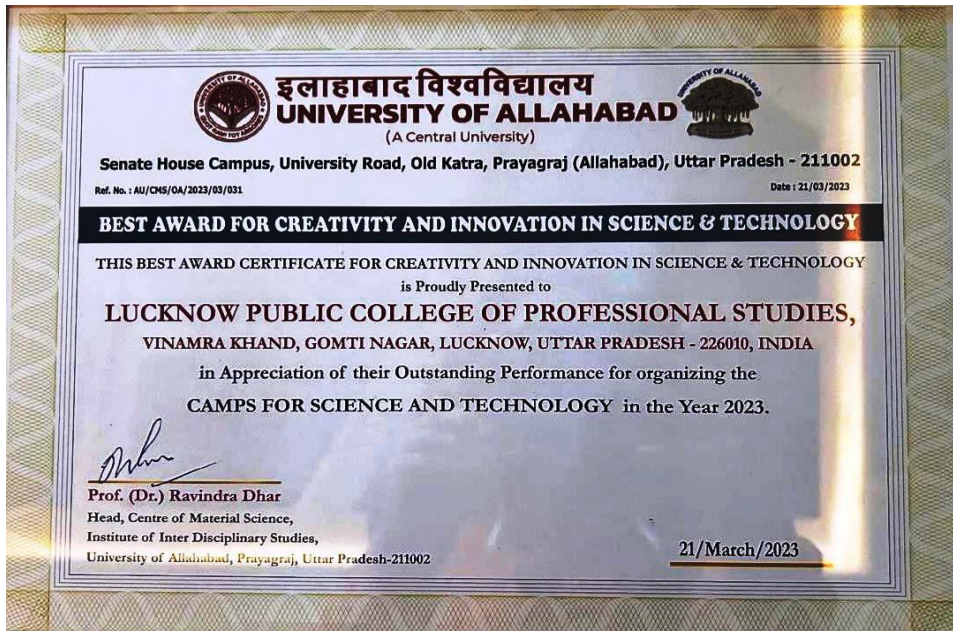 इलाहाबाद विश्वविद्यालय
UNIVERSITY OF ALLAHABAD
(A Central University)
Senate House Campus, University Road, Old Katra, Prayagraj (Allahabad), Uttar Pradesh - 211002
Ref. No. : AU/CMS/OA/2023/03/031
Date : 21/03/2023
BEST AWARD FOR CREATIVITY AND INNOVATION IN SCIENCE & TECHNOLOGY
THIS BEST AWARD CERTIFICATE FOR CREATIVITY AND INNOVATION IN SCIENCE & TECHNOLOGY
is Proudly Presented to
LUCKNOW PUBLIC COLLEGE OF PROFESSIONAL STUDIES,
VINAMRA KHAND, GOMTI NAGAR, LUCKNOW, UTTAR PRADESH - 226010, INDIA
in Appreciation of their Outstanding Performance for organizing the
CAMPS FOR SCIENCE AND TECHNOLOGY in the Year 2023.
Prof. (Dr.) Ravindra Dhar
Head, Centre of Material Science,
Institute of Inter Disciplinary Studies,
University of Allahabad, Prayagraj, Uttar Pradesh-211002
21/March/2023